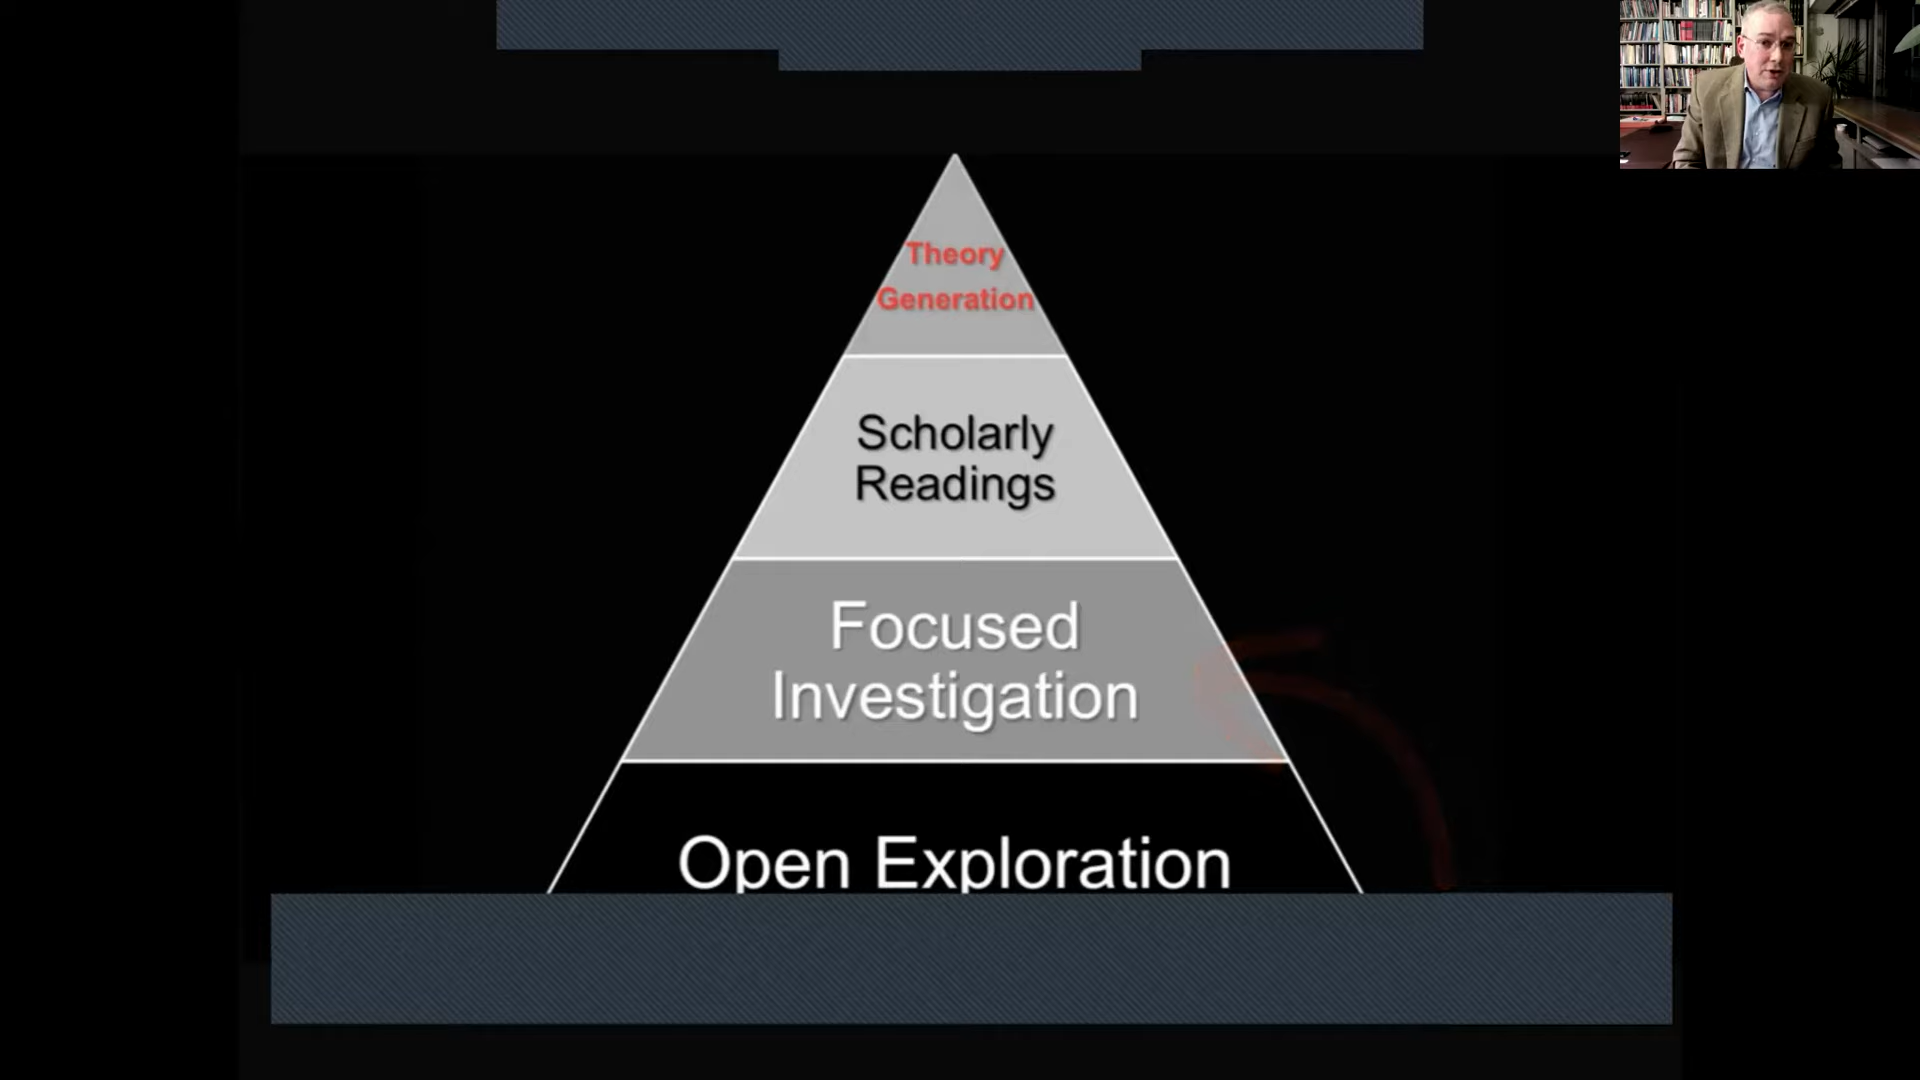 Theory
Generation
Scholarly
Readings
Focused
Investigation
Open Exploration